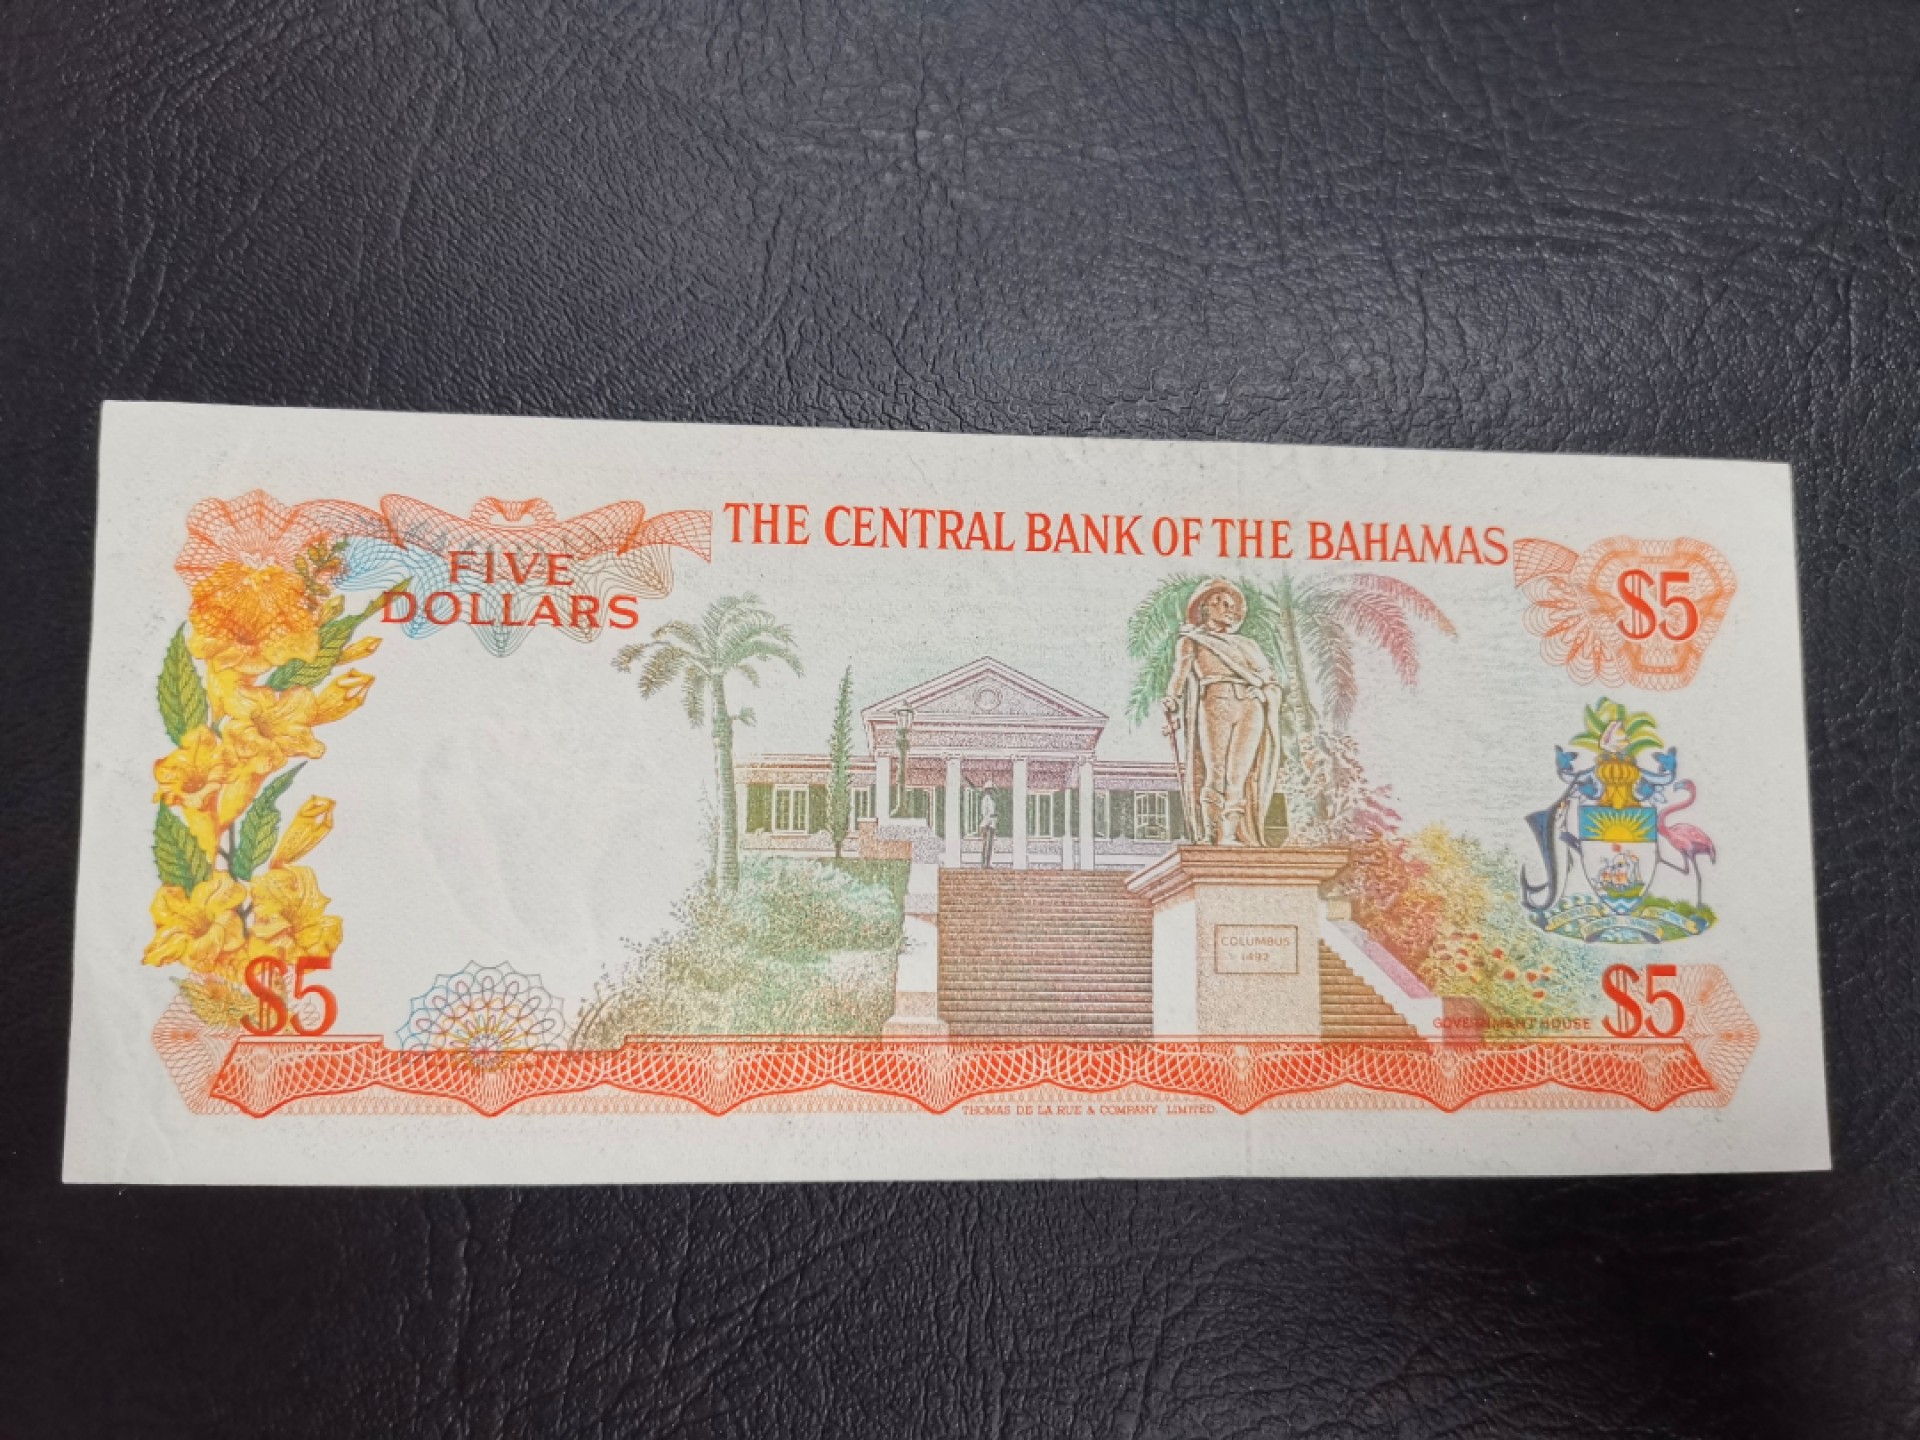 THE CENTRAL BANK OF THE BAHAMAS
FIVE
DOLLARS
$5
COLUMBUS
1492
$5
GOVERNMENT HOUSE
$5
THOMAS DE LA RUE & COMPANY, LIMITED.